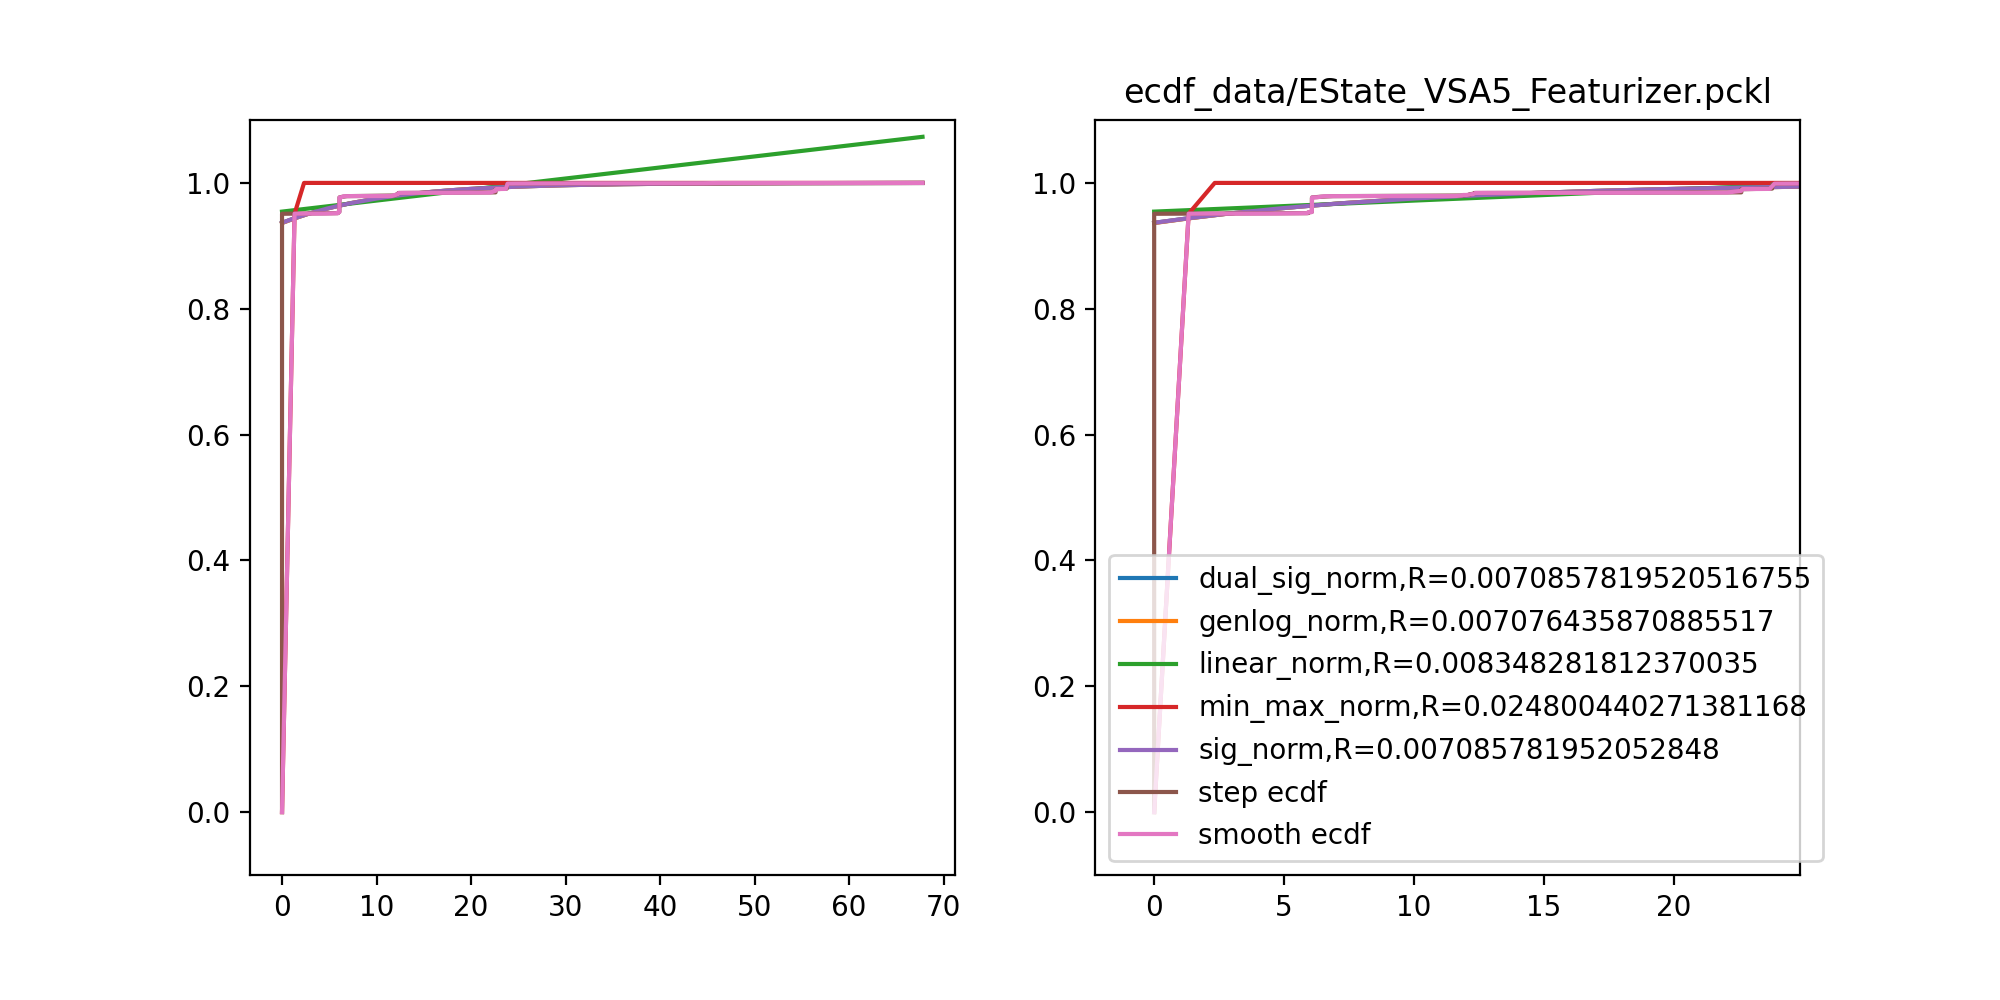 ecdf_data/EState_VSA5_Featurizer.pckl
1.0
0.8
0.6
0.4
0.2
0.0
0 10 20 30 40 50 60 70
1.0
0.8
0.6
0.4
0.2
0.0
0 5 10 15 20
dual_sig_norm,R=0.0070857819520516755
genlog_norm,R=0.007076435870885517
linear_norm,R=0.008348281812370035
min_max_norm,R=0.024800440271381168
sig_norm,R=0.007085781952052848
step ecdf
smooth ecdf